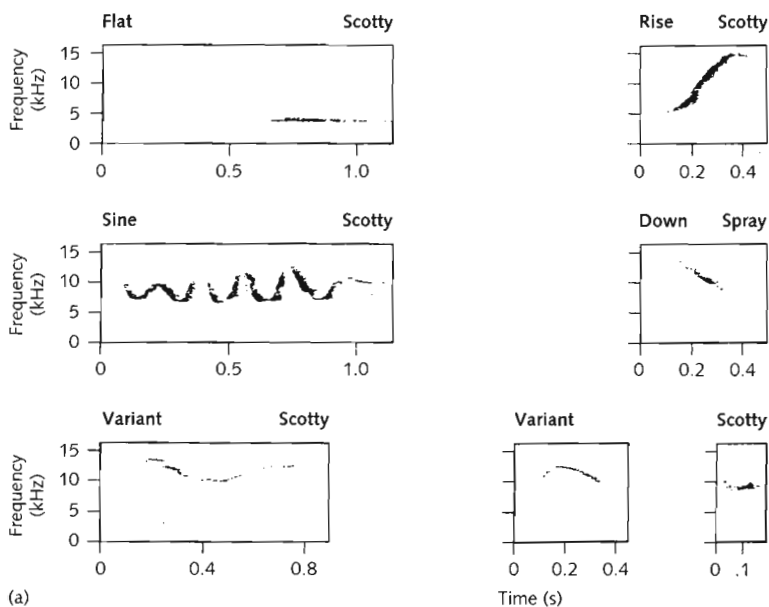 Flat Scotty
Rise Scotty
Frequency
(kHz)
15
10
5
0
0 0.5 1.0
0 0.2 0.4
Sine Scotty
Down Spray
Frequency
(kHz)
15
10
5
0
0 0.5 1.0
0 0.2 0.4
Variant Scotty
Variant
Scotty
Frequency
(kHz)
15
10
5
0
0 0.4 0.8
0 0.2 0.4
0 .1
(a)
Time (s)